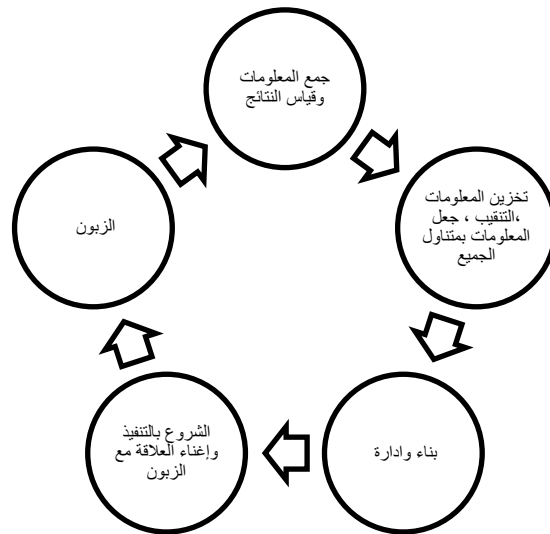 جمع المعلومات
وقياس النتائج
تخزين المعلومات
،التنقيب ، جعل
المعلومات بمتناول
الجميع
بناء وادارة
الشروع بالتنفيذ
وإغناء العلاقة مع
الزبون
الزبون